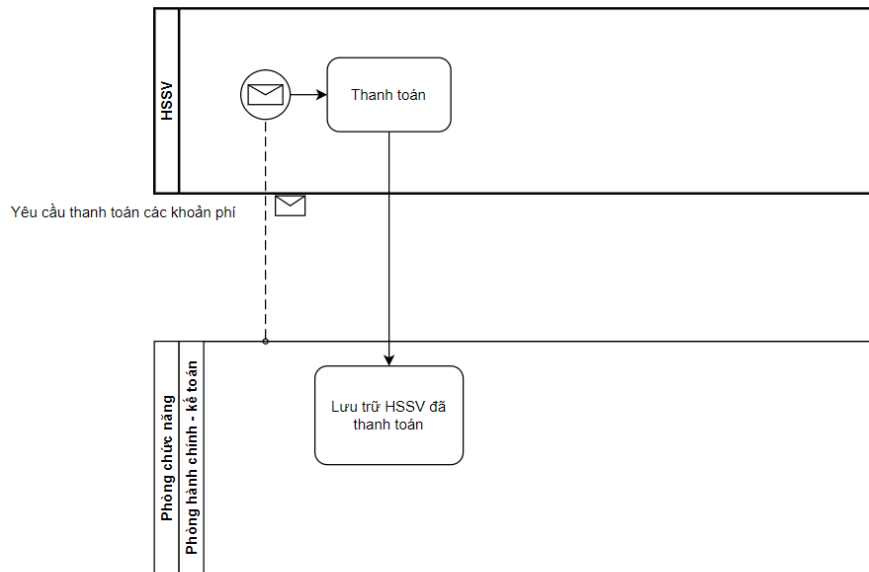 HSSV
Thanh toán
Yêu cầu thanh toán các khoản phí
Phòng chức năng
Phòng hành chính - kế toán
Lưu trữ HSSV đã
thanh toán